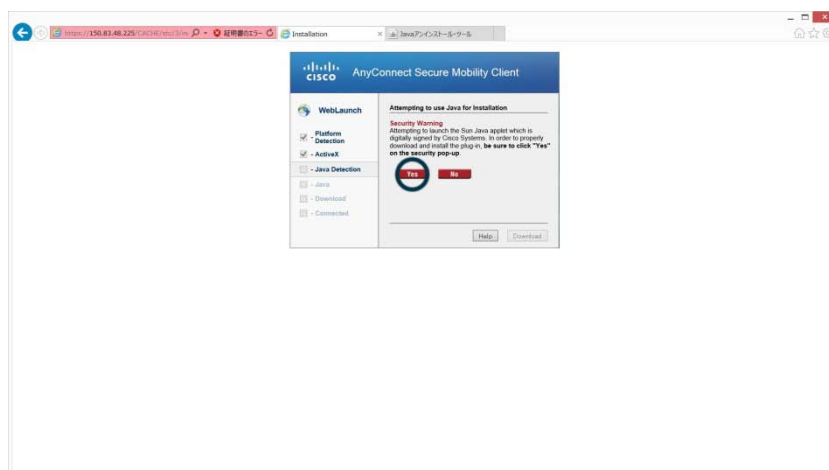 https://150.83.48.225/CACHE/stc/3/in
証明書のエラー
Installation
Javaアンインストール-ツール
CISCO
AnyConnect Secure Mobility Client
WebLaunch
- Platform
Detection
- ActiveX
- Java Detection
- Java
- Download
- Connected
Attempting to use Java for Installation
Security Warning
Attempting to launch the Sun Java applet which is
digitally signed by Cisco Systems. In order to properly
download and install the plug-in, be sure to click "Yes"
on the security pop-up.
Yes
No
Help
Download